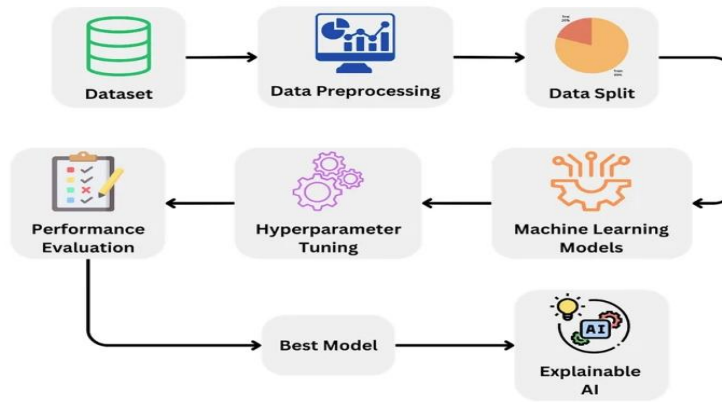 Dataset
Data Preprocessing
Data Split
Performance
Evaluation
Hyperparameter
Tuning
Machine Learning
Models
Best Model
AI
Explainable
AI